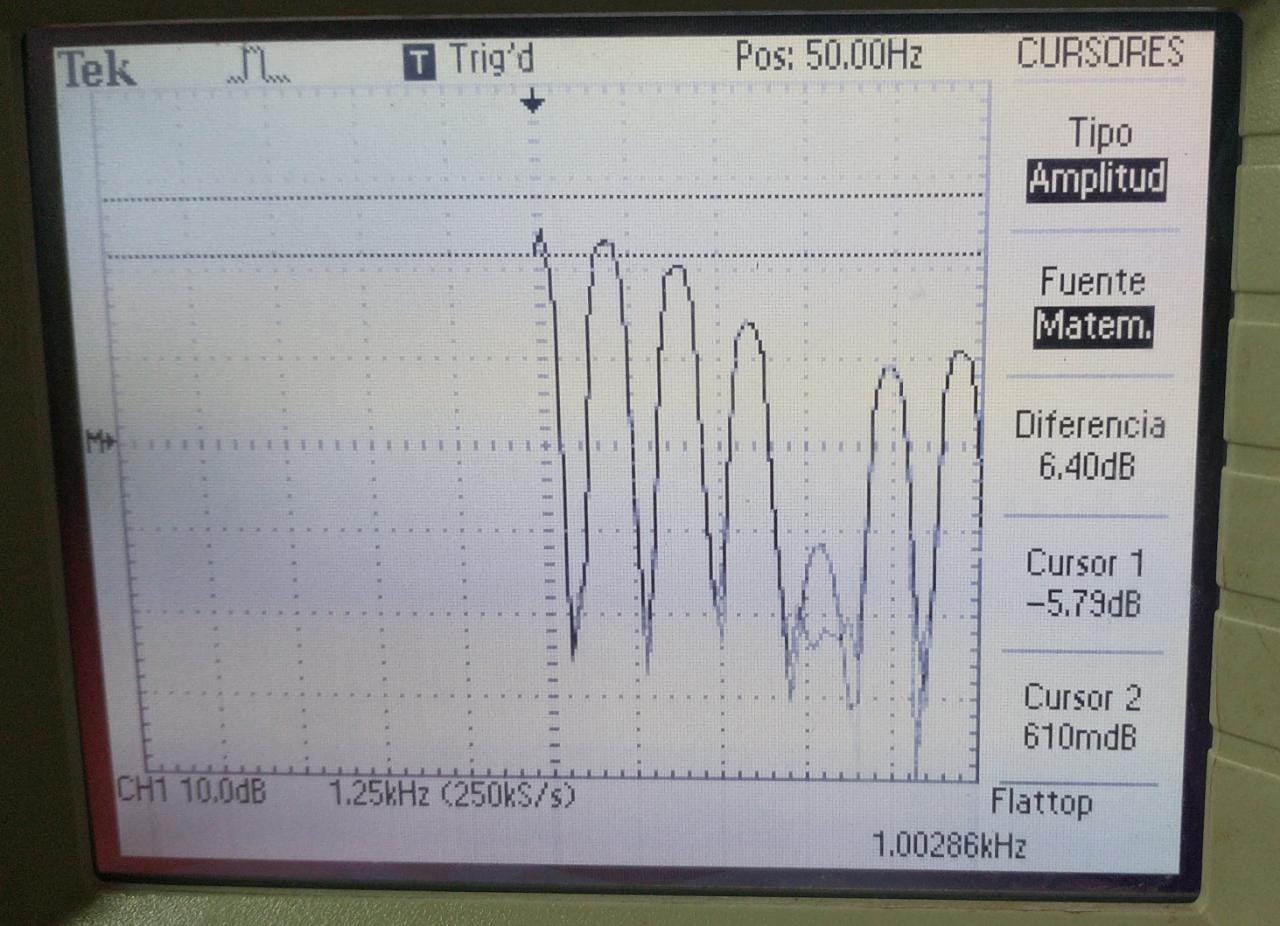 Tek T Trig'd Pos: 50.00Hz CURSORES
Tipo
Amplitud
Fuente
Matem.
M
Diferencia
6.40dB
Cursor 1
-5.79dB
Cursor 2
610mdB
CH1 10.0dB 1.25kHz (250kS/s) Flattop
1.00286kHz